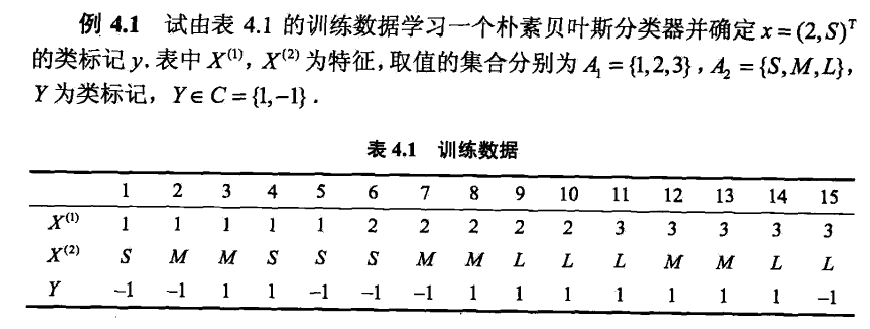 例 4.1 试由表 4.1 的训练数据学习一个朴素贝叶斯分类器并确定 x = (2, S)ᵀ
的类标记 y. 表中 X⁽¹⁾, X⁽²⁾ 为特征, 取值的集合分别为 A₁ = {1,2,3}, A₂ = {S, M, L},
Y 为类标记, Y ∈ C = {1, −1}.
表 4.1 训练数据
1 2 3 4 5 6 7 8 9 10 11 12 13 14 15
X⁽¹⁾ 1 1 1 1 1 2 2 2 2 2 3 3 3 3 3
X⁽²⁾ S M M S S S M M L L L M M L L
Y −1 −1 1 1 −1 −1 −1 1 1 1 1 1 1 1 −1